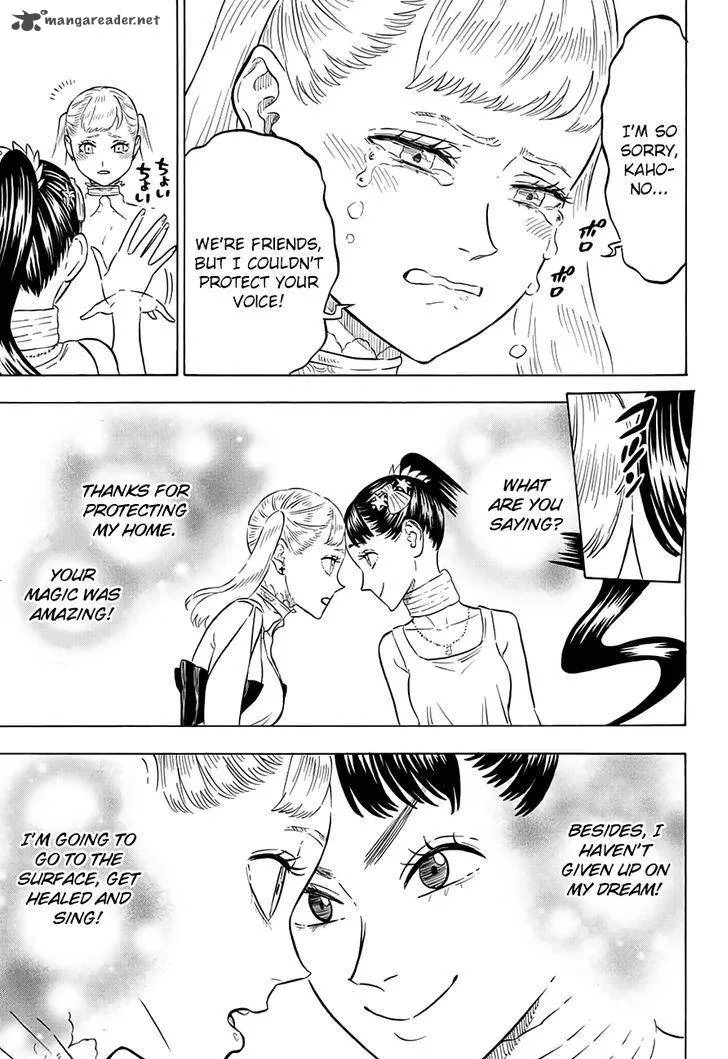 mangareader.net
I'M SO
SORRY,
KAHO-
NO...
ポロ
ポロ
WE'RE FRIENDS,
BUT I COULDN'T
PROTECT YOUR
VOICE!
ちょい
ちょい
WHAT
ARE YOU
SAYING?
THANKS FOR
PROTECTING
MY HOME.
YOUR
MAGIC WAS
AMAZING!
BESIDES, I
HAVEN'T
GIVEN UP ON
MY DREAM!
I'M GOING TO
GO TO THE
SURFACE, GET
HEALED AND
SING!